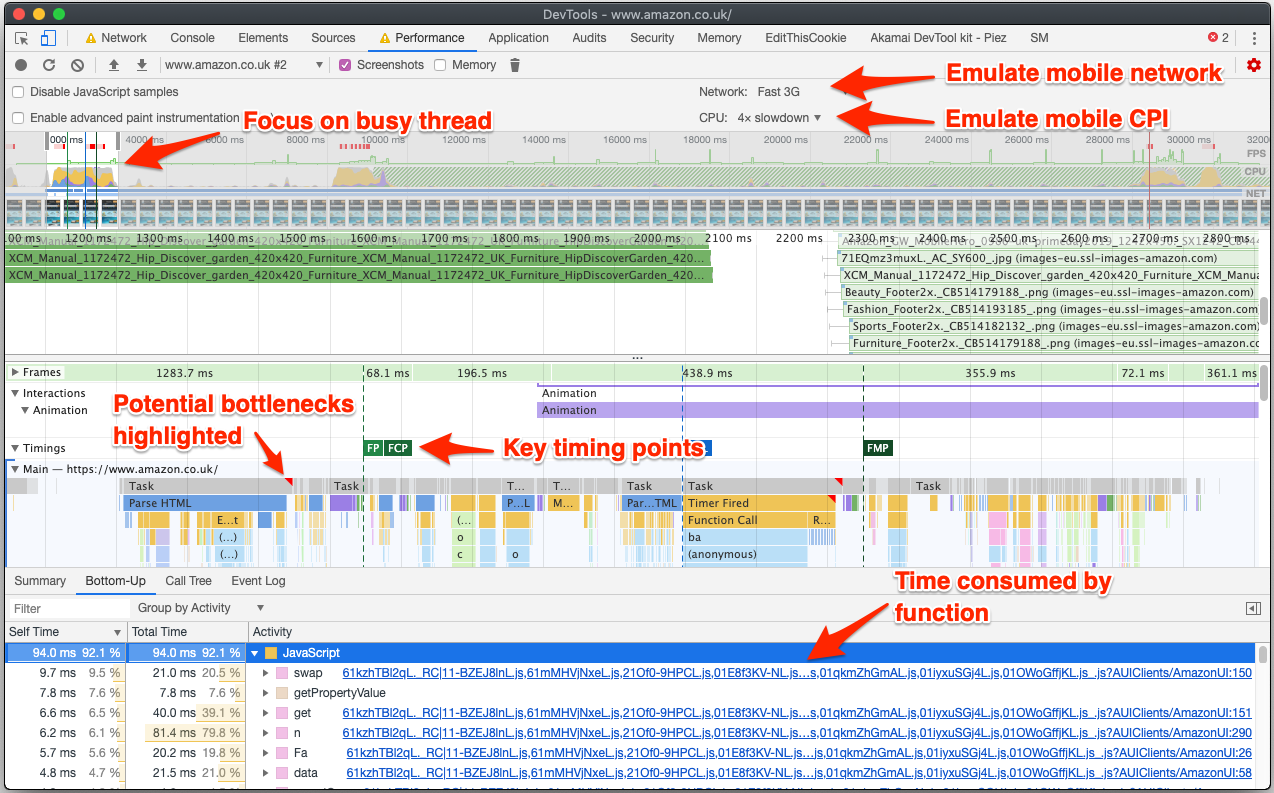 DevTools - www.amazon.co.uk/
Network Console Elements Sources Performance Application Audits Security Memory EditThisCookie Akamai DevTool kit - Piez SM 2
www.amazon.co.uk #2 Screenshots Memory
Disable JavaScript samples Network: Fast 3G
Emulate mobile network
Enable advanced paint instrumentation CPU: 4× slowdown
Focus on busy thread
Emulate mobile CPI
000 ms 4000 ms 10000 ms 14000 ms 16000 ms 18000 ms 20000 ms 22000 ms 24000 ms 26000 ms 28000 ms 30000 ms 32000 ms
FPS
CPU
NET
00 ms 1200 ms 1300 ms 1400 ms 1500 ms 1600 ms 1700 ms 1800 ms 1900 ms 2000 ms 2100 ms 2200 ms 2300 ms 2400 ms 2500 ms 2600 ms 2700 ms 2800 ms
XCM_Manual_1172472_Hip_Discover_garden_420x420_Furniture_XCM_Manual_1172472_UK_Furniture_HipDiscoverGarden_420... 71EQmz3muxL._AC_SY600_.jpg (images-eu.ssl-images-amazon.com)
XCM_Manual_1172472_Hip_Discover_garden_420x420_Furniture_XCM_Manual_1172472_UK_Furniture_HipDiscoverGarden_420... XCM_Manual_1172472_Hip_Discover_garden_420x420_Furniture_XCM_Manua
Beauty_Footer2x._CB514179188_.png (images-eu.ssl-images-amazon.com)
Fashion_Footer2x._CB514193185_.png (images-eu.ssl-images-amazon.com)
Sports_Footer2x._CB514182132_.png (images-eu.ssl-images-amazon.com)
Furniture_Footer2x._CB514179188_.png (images-eu.ssl-images-amazon.cc
Frames 1283.7 ms 68.1 ms 196.5 ms 438.9 ms 355.9 ms 72.1 ms 361.1 ms
Interactions Animation
Animation Animation
Potential bottlenecks
highlighted
Timings FP FCP FMP
Key timing points
Main — https://www.amazon.co.uk/
Task Task T... T... Task Task Task
Parse HTML P...L M... Par...TML Timer Fired
E...t (... Function Call R...
(...) o ba
(...) c o (anonymous)
Summary Bottom-Up Call Tree Event Log
Time consumed by
function
Filter Group by Activity
Self Time Total Time Activity
94.0 ms 92.1 % 94.0 ms 92.1 % JavaScript
9.7 ms 9.5 % 21.0 ms 20.5 % swap 61kzhTBl2qL._RC|11-BZEJ8lnL.js,61mMHVjNxeL.js,21Of0-9HPCL.js,01E8f3KV-NL.js...s,01qkmZhGmAL.js,01iyxuSGj4L.js,01OWoGffjKL.js_.js?AUIClients/AmazonUI:150
7.8 ms 7.6 % 7.8 ms 7.6 % getPropertyValue
6.6 ms 6.5 % 40.0 ms 39.1 % get 61kzhTBl2qL._RC|11-BZEJ8lnL.js,61mMHVjNxeL.js,21Of0-9HPCL.js,01E8f3KV-NL.js...s,01qkmZhGmAL.js,01iyxuSGj4L.js,01OWoGffjKL.js_.js?AUIClients/AmazonUI:151
6.2 ms 6.1 % 81.4 ms 79.8 % n 61kzhTBl2qL._RC|11-BZEJ8lnL.js,61mMHVjNxeL.js,21Of0-9HPCL.js,01E8f3KV-NL.js...s,01qkmZhGmAL.js,01iyxuSGj4L.js,01OWoGffjKL.js_.js?AUIClients/AmazonUI:290
5.7 ms 5.6 % 20.2 ms 19.8 % Fa 61kzhTBl2qL._RC|11-BZEJ8lnL.js,61mMHVjNxeL.js,21Of0-9HPCL.js,01E8f3KV-NL.js...s,01qkmZhGmAL.js,01iyxuSGj4L.js,01OWoGffjKL.js_.js?AUIClients/AmazonUI:26
4.8 ms 4.7 % 21.5 ms 21.0 % data 61kzhTBl2qL._RC|11-BZEJ8lnL.js,61mMHVjNxeL.js,21Of0-9HPCL.js,01E8f3KV-NL.js...s,01qkmZhGmAL.js,01iyxuSGj4L.js,01OWoGffjKL.js_.js?AUIClients/AmazonUI:58